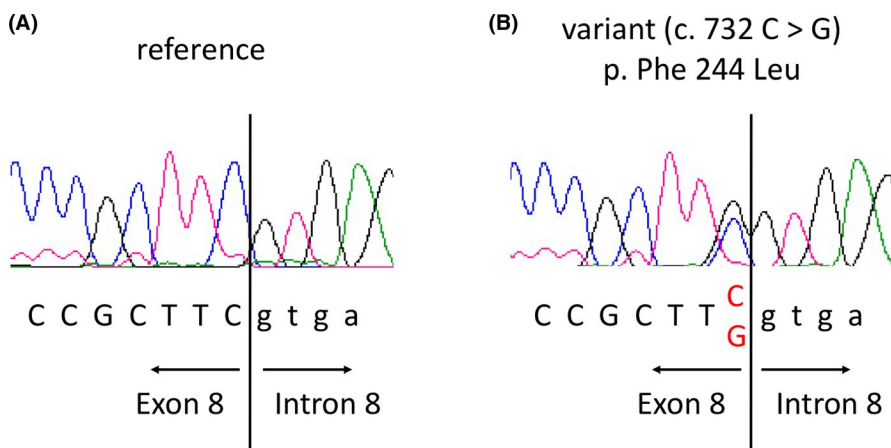 (A)
reference
C C G C T T C g t g a
Exon 8
Intron 8
(B)
variant (c. 732 C > G)
p. Phe 244 Leu
C C G C T T C g t g a
G
Exon 8
Intron 8